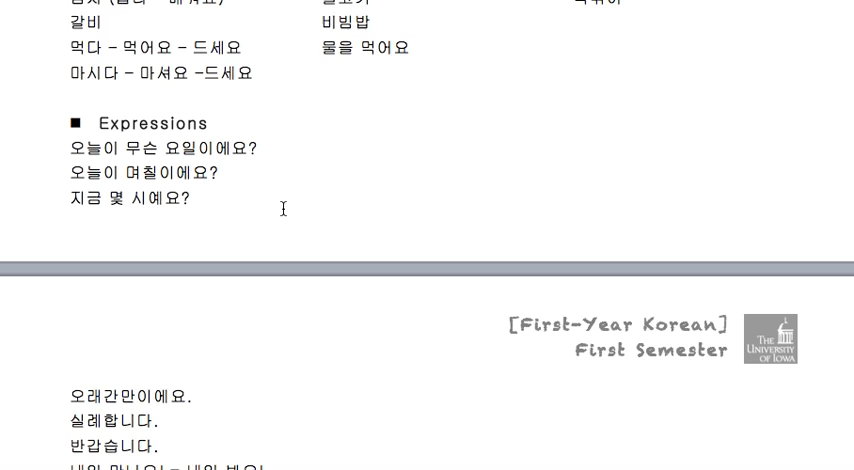 갈비 비빙밥
먹다 – 먹어요 – 드세요 물을 먹어요
마시다 – 마셔요 –드세요
■ Expressions
오늘이 무슨 요일이에요?
오늘이 며칠이에요?
지금 몇 시예요?
[First-Year Korean]
First Semester
THE UNIVERSITY OF IOWA
오래간만이에요.
실례합니다.
반갑습니다.